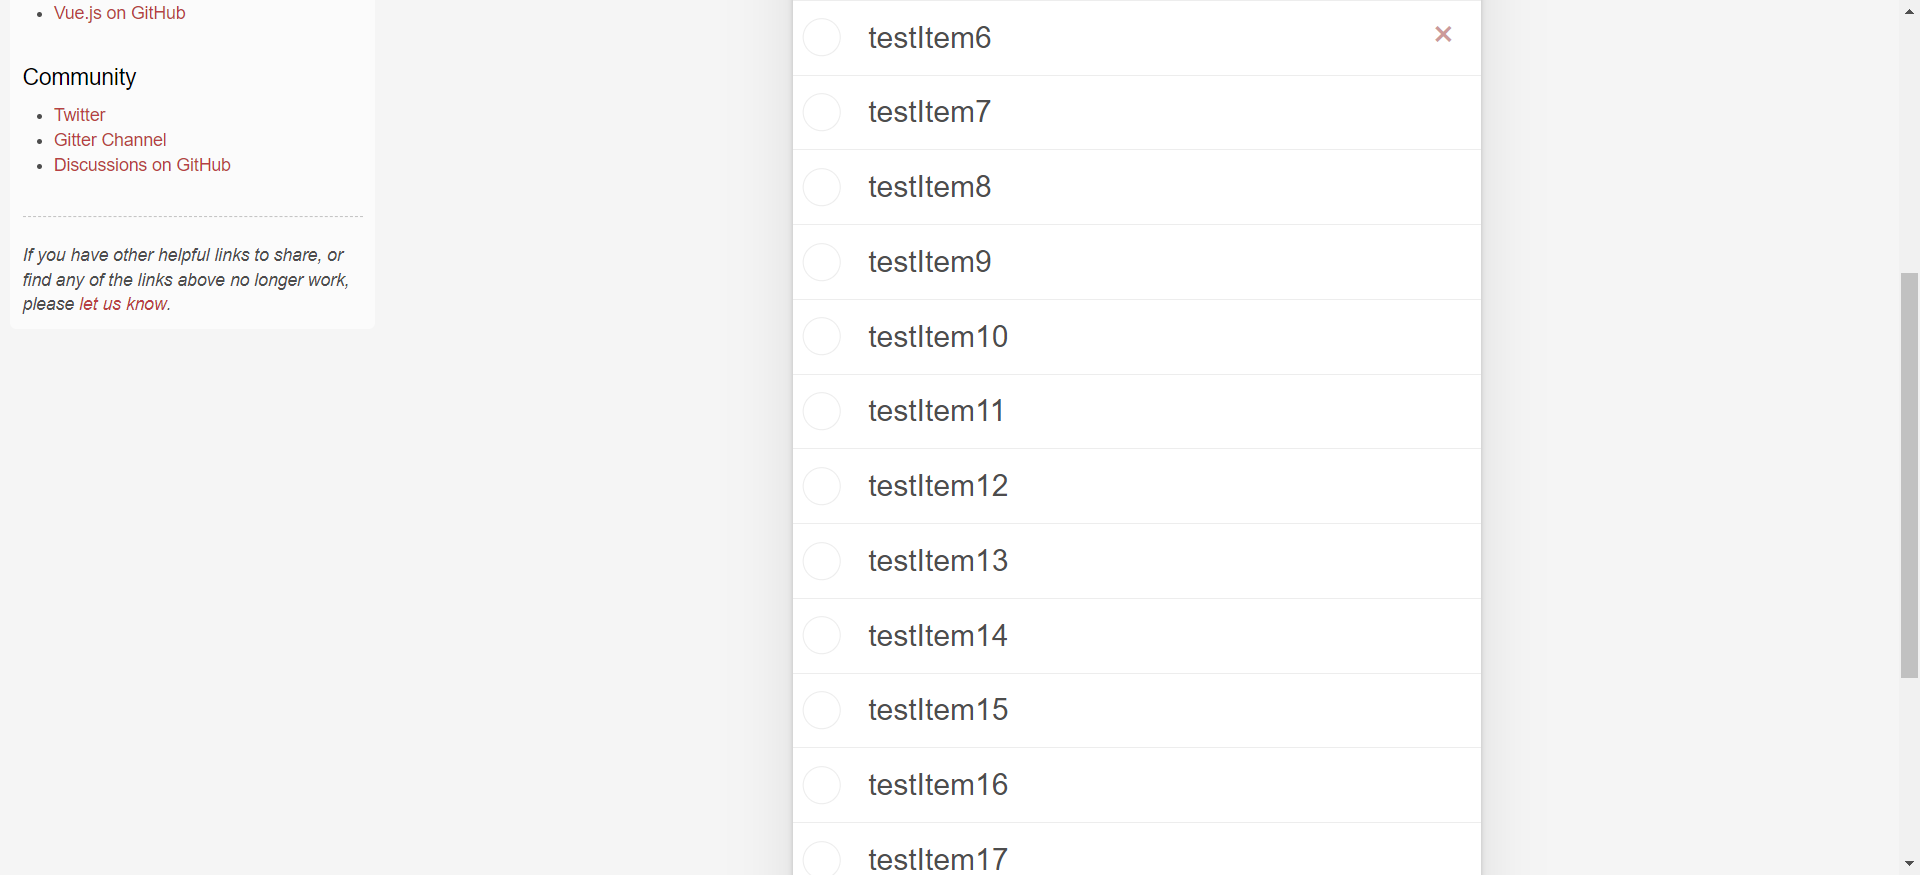 Vue.js on GitHub
Community
Twitter
Gitter Channel
Discussions on GitHub
If you have other helpful links to share, or
find any of the links above no longer work,
please let us know.
testItem6
×
testItem7
testItem8
testItem9
testItem10
testItem11
testItem12
testItem13
testItem14
testItem15
testItem16
testItem17